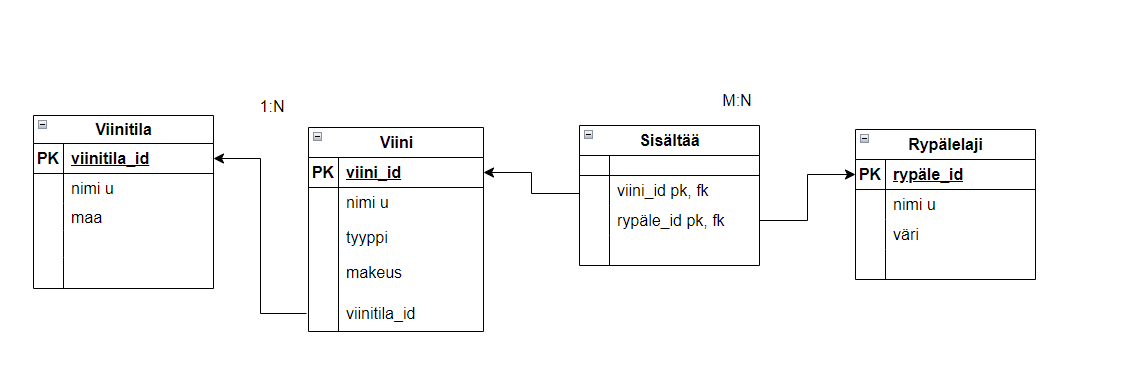 1:N
M:N
Viinitila
PK viinitila_id
nimi u
maa
Viini
PK viini_id
nimi u
tyyppi
makeus
viinitila_id
Sisältää
viini_id pk, fk
rypäle_id pk, fk
Rypälelaji
PK rypäle_id
nimi u
väri